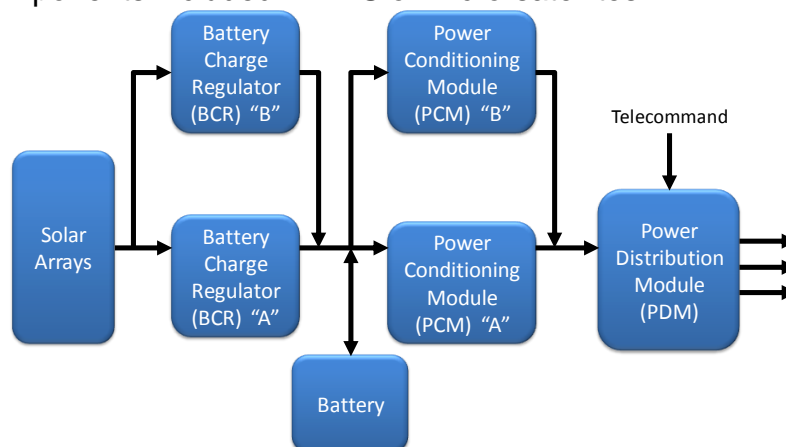 Battery
Charge
Regulator
(BCR) "B"
Power
Conditioning
Module
(PCM) "B"
Telecommand
Solar
Arrays
Battery
Charge
Regulator
(BCR) "A"
Power
Conditioning
Module
(PCM) "A"
Power
Distribution
Module
(PDM)
Battery